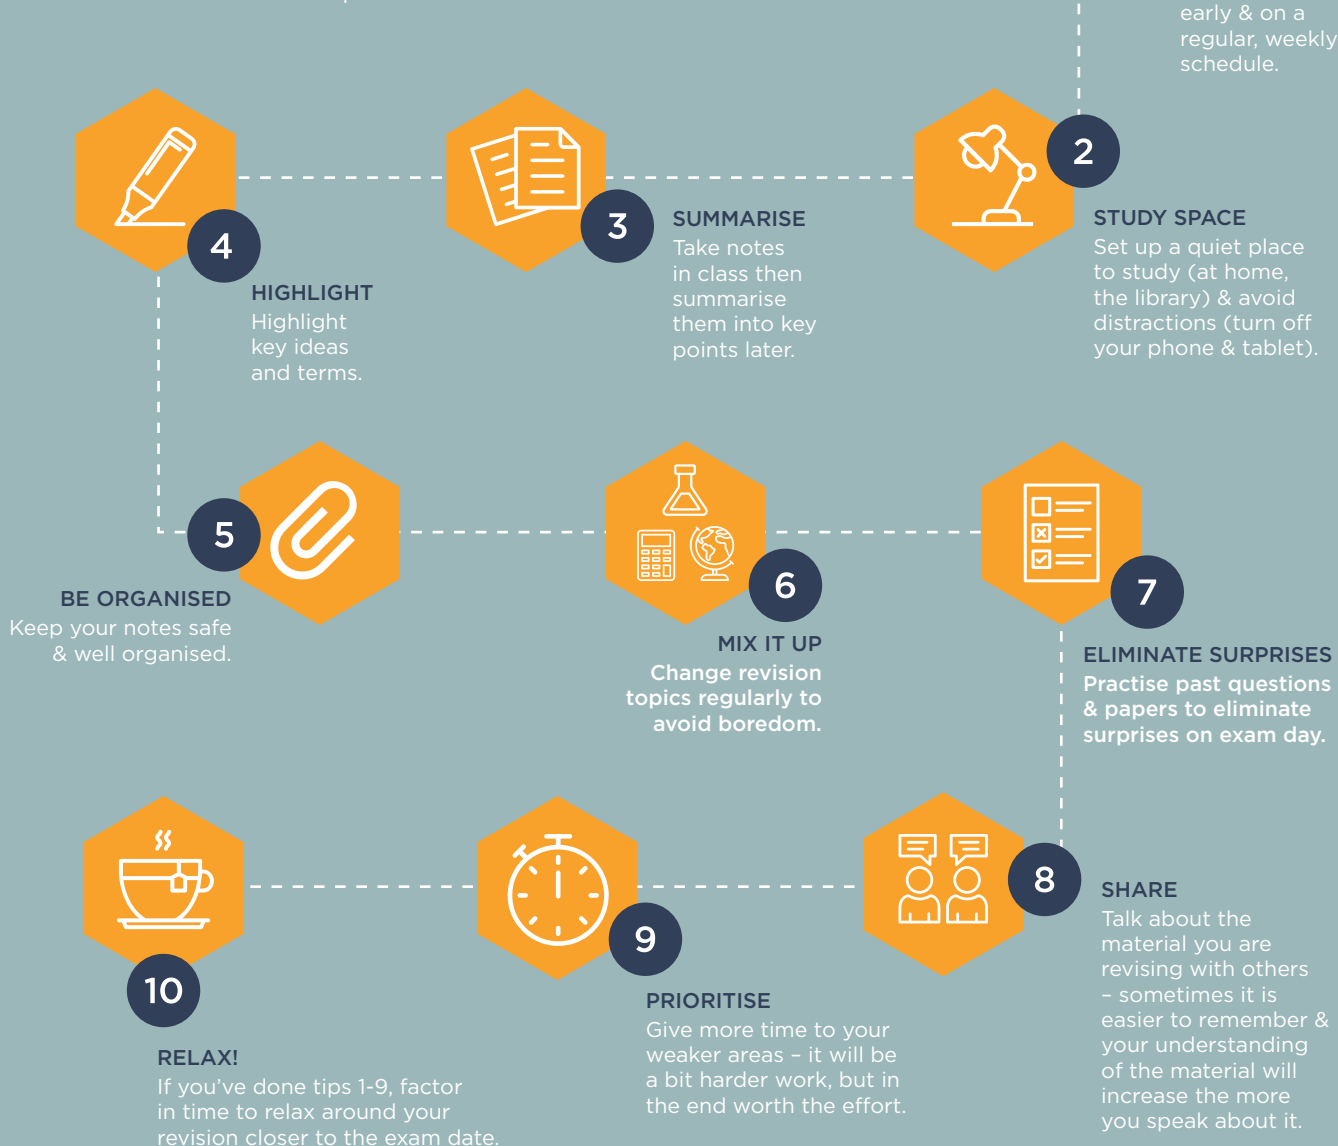 early & on a
regular, weekly
schedule.
2
STUDY SPACE
Set up a quiet place
to study (at home,
the library) & avoid
distractions (turn off
your phone & tablet).
3
SUMMARISE
Take notes
in class then
summarise
them into key
points later.
4
HIGHLIGHT
Highlight
key ideas
and terms.
5
BE ORGANISED
Keep your notes safe
& well organised.
6
MIX IT UP
Change revision
topics regularly to
avoid boredom.
7
ELIMINATE SURPRISES
Practise past questions
& papers to eliminate
surprises on exam day.
8
SHARE
Talk about the
material you are
revising with others
– sometimes it is
easier to remember &
your understanding
of the material will
increase the more
you speak about it.
9
PRIORITISE
Give more time to your
weaker areas – it will be
a bit harder work, but in
the end worth the effort.
10
RELAX!
If you’ve done tips 1-9, factor
in time to relax around your
revision closer to the exam date.